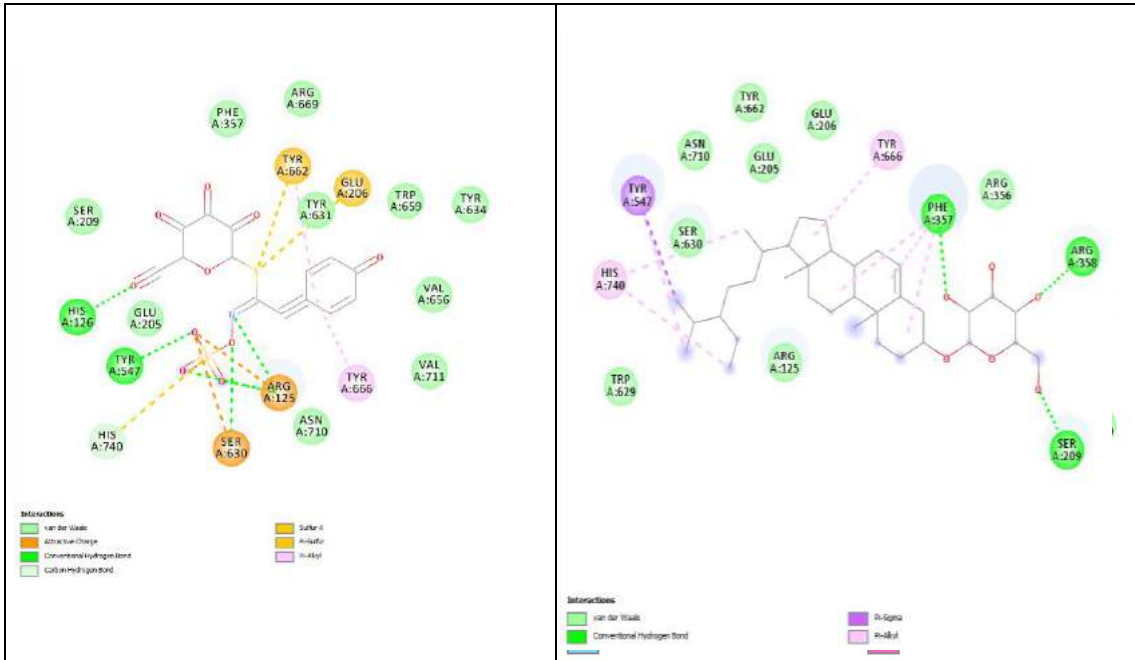 ARG
A:669
PHE
A:357
TYR
A:662
GLU
A:206
TYR
A:631
TRP
A:659
TYR
A:634
SER
A:209
VAL
A:656
HIS
A:126
GLU
A:205
TYR
A:547
VAL
A:711
TYR
A:666
ARG
A:125
ASN
A:710
HIS
A:740
SER
A:630
Interactions
van der Waals
Attractive Charge
Conventional Hydrogen Bond
Carbon Hydrogen Bond
Sulfur-X
Pi-Sulfur
Pi-Alkyl
TYR
A:662
GLU
A:206
ASN
A:710
GLU
A:205
TYR
A:666
TYR
A:547
PHE
A:357
ARG
A:356
SER
A:630
ARG
A:358
HIS
A:740
ARG
A:125
TRP
A:629
SER
A:209
Interactions
van der Waals
Conventional Hydrogen Bond
Pi-Sigma
Pi-Alkyl